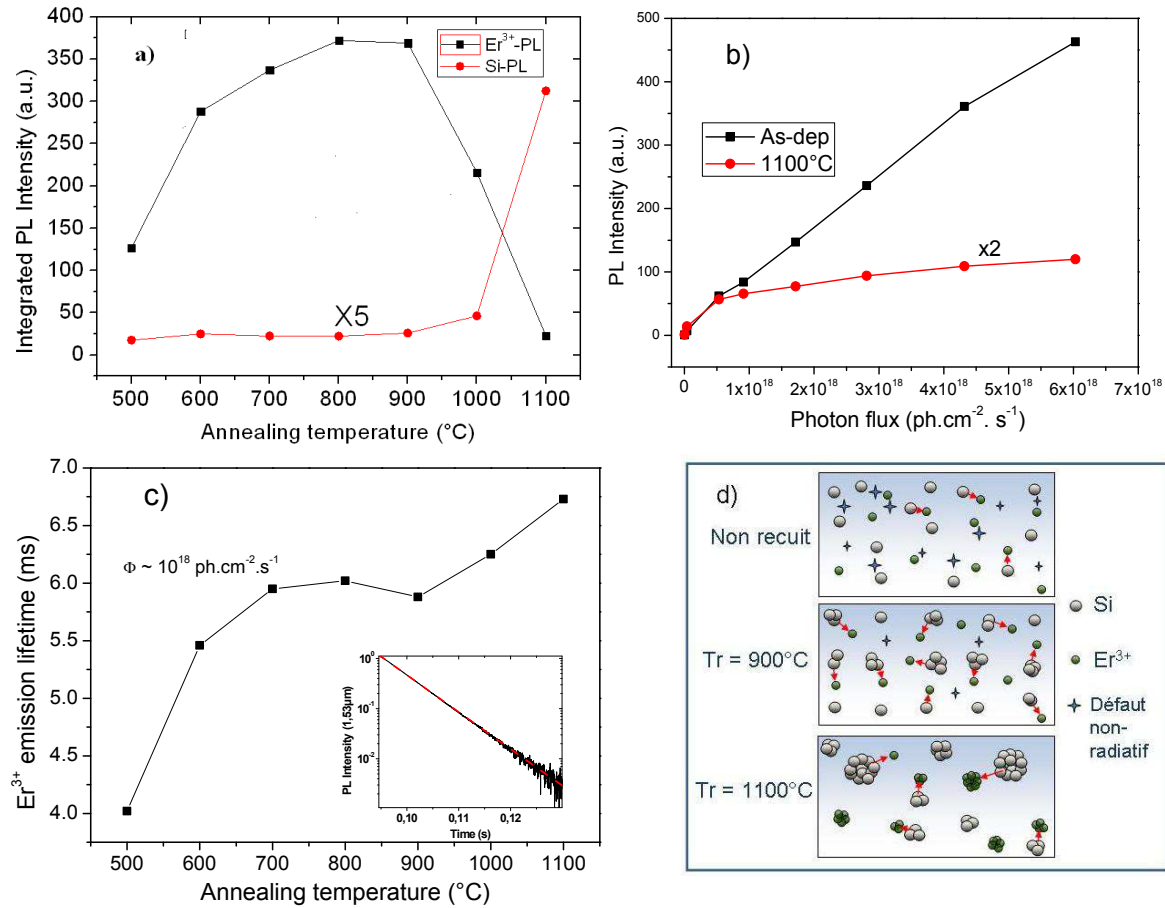 a)
Er³⁺-PL
Si-PL
400
350
300
250
200
150
100
50
0
X5
500 600 700 800 900 1000 1100
Integrated PL Intensity (a.u.)
Annealing temperature (°C)
b)
As-dep
1100°C
500
400
300
200
100
0
x2
0 1x10¹⁸ 2x10¹⁸ 3x10¹⁸ 4x10¹⁸ 5x10¹⁸ 6x10¹⁸ 7x10¹⁸
PL Intensity (a.u.)
Photon flux (ph.cm⁻². s⁻¹)
c)
Φ ~ 10¹⁸ ph.cm⁻².s⁻¹
7.0
6.5
6.0
5.5
5.0
4.5
4.0
500 600 700 800 900 1000 1100
Er³⁺ emission lifetime (ms)
Annealing temperature (°C)
10⁰
10⁻¹
10⁻²
0,10 0,11 0,12
PL Intensity (1,53µm)
Time (s)
d)
Non recuit
Tr = 900°C
Tr = 1100°C
Si
Er³⁺
Défaut
non-
radiatif